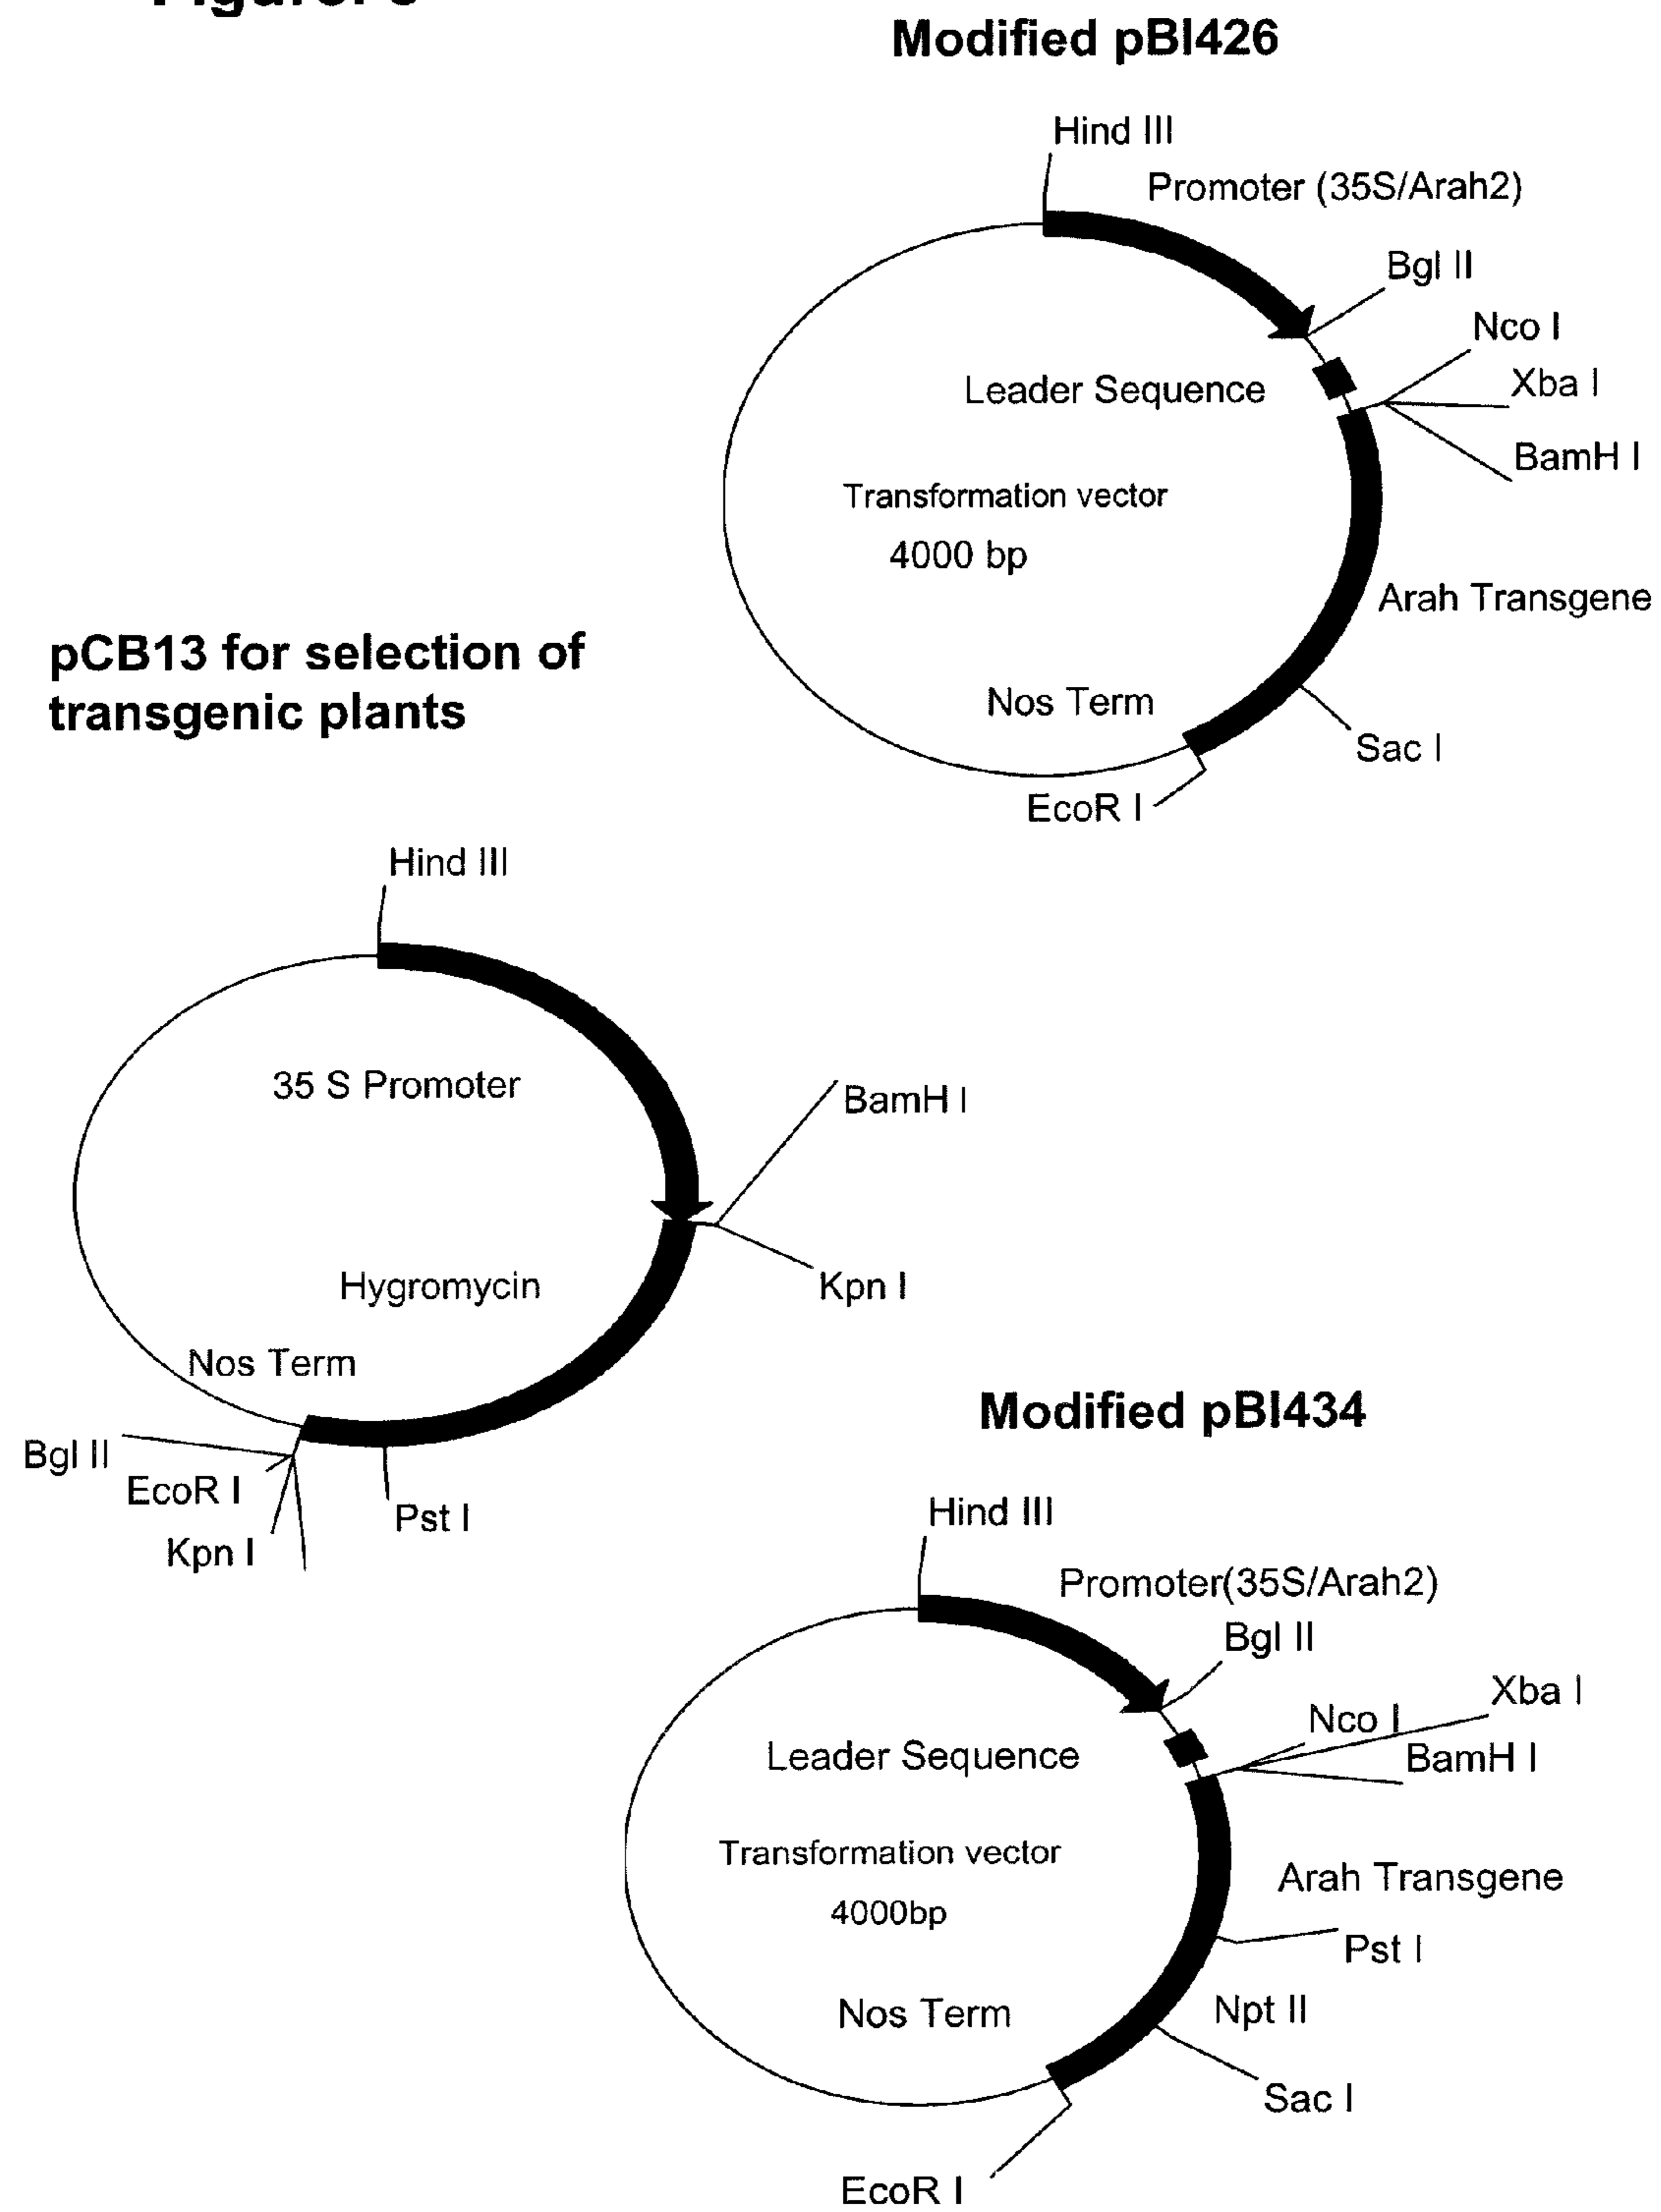 Modified pBI426
Hind III
Promoter (35S/Arah2)
Bgl II
Nco I
Xba I
BamH I
Leader Sequence
Transformation vector
4000 bp
Arah Transgene
Nos Term
Sac I
EcoR I
pCB13 for selection of
transgenic plants
Hind III
35 S Promoter
BamH I
Kpn I
Hygromycin
Nos Term
Bgl II
EcoR I
Kpn I
Pst I
Modified pBI434
Hind III
Promoter(35S/Arah2)
Bgl II
Xba I
Nco I
BamH I
Leader Sequence
Transformation vector
4000bp
Arah Transgene
Pst I
Npt II
Nos Term
Sac I
EcoR I